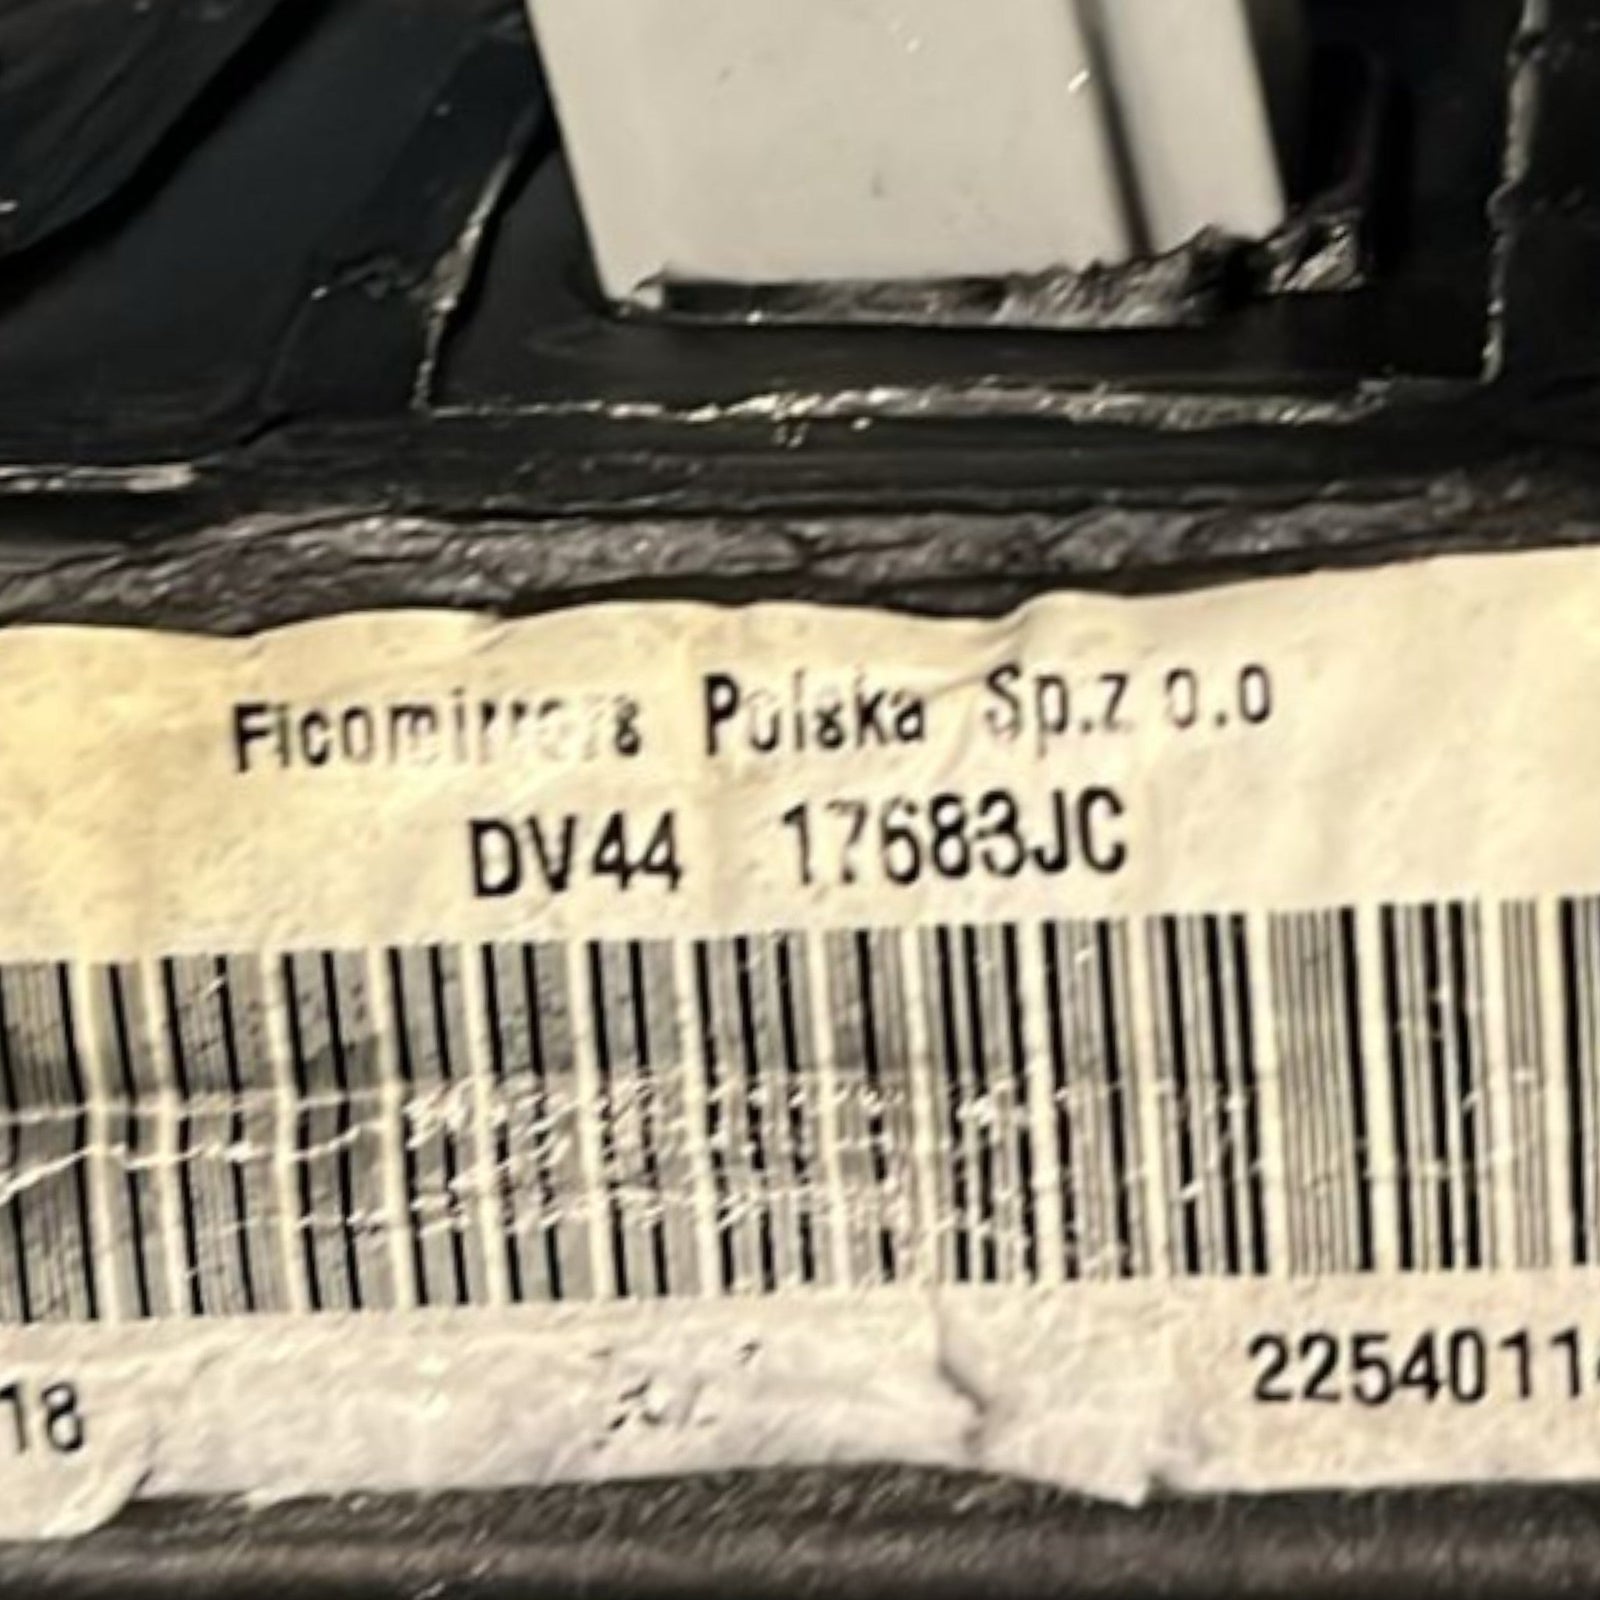 Ficomirrors Polska Sp.z o.o
DV44 17683JC
18
2254011